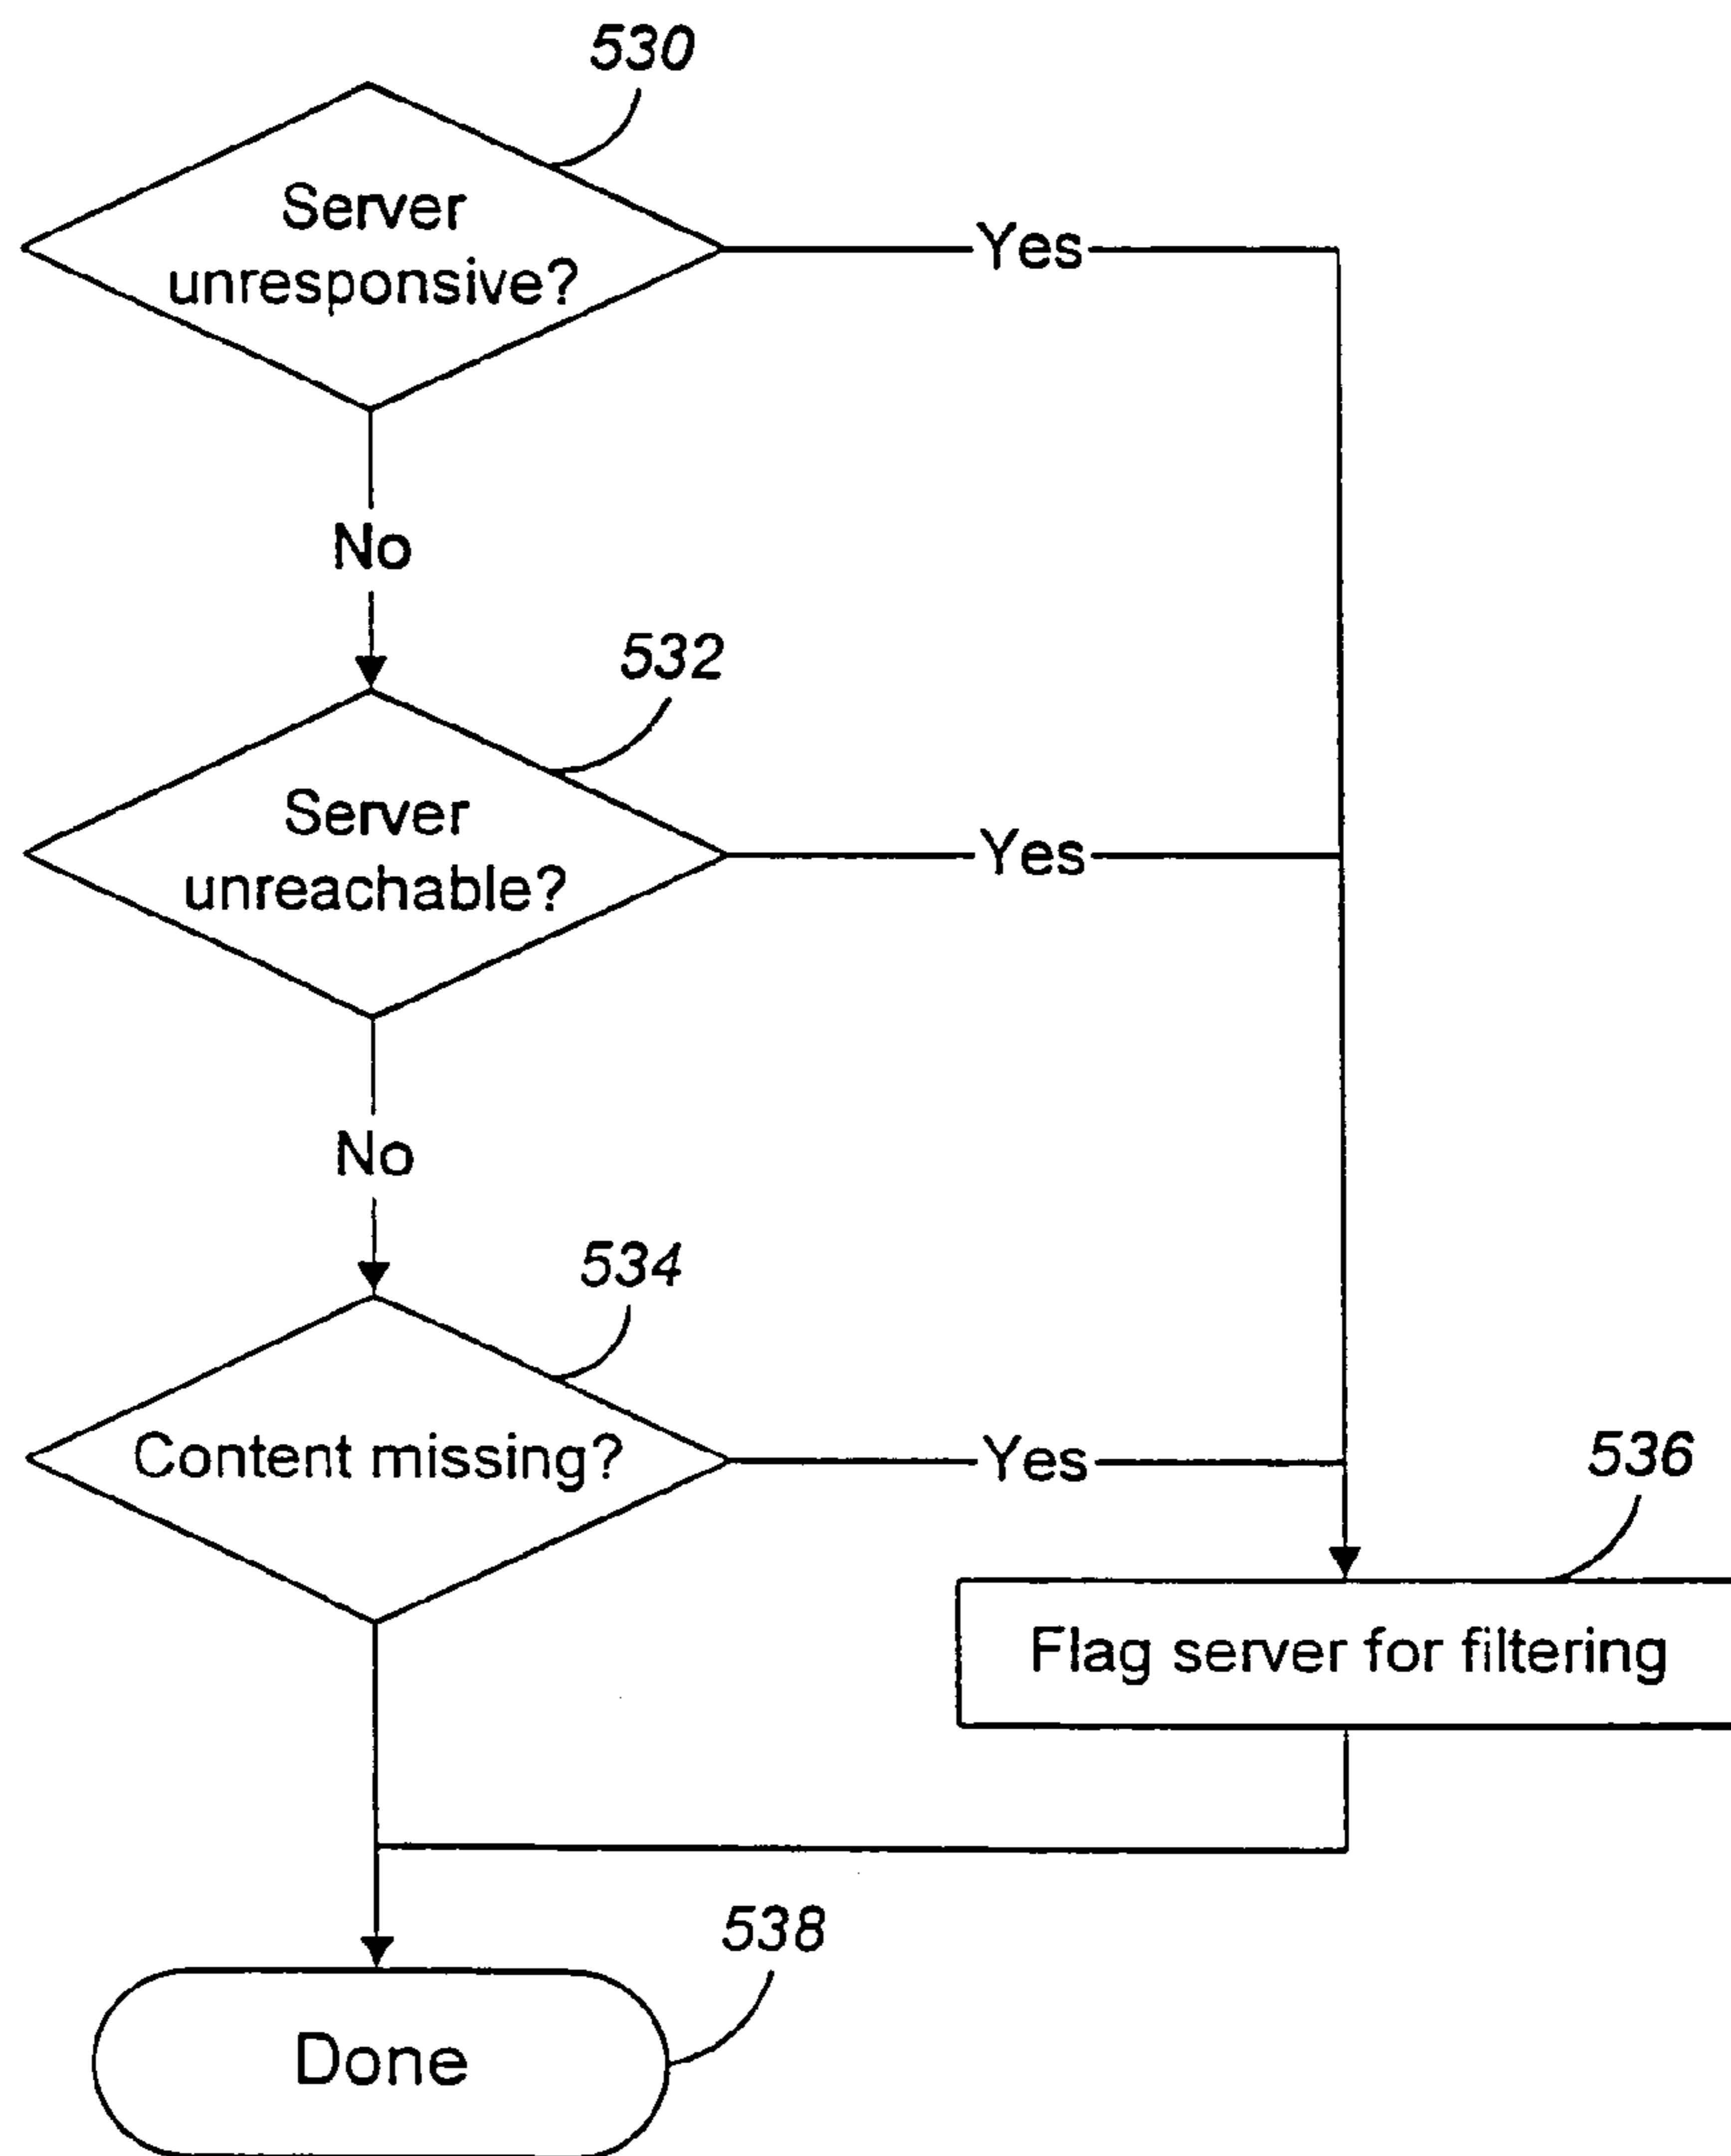 530
Server
unresponsive?
Yes
No
532
Server
unreachable?
Yes
No
534
Content missing?
Yes
536
Flag server for filtering
538
Done